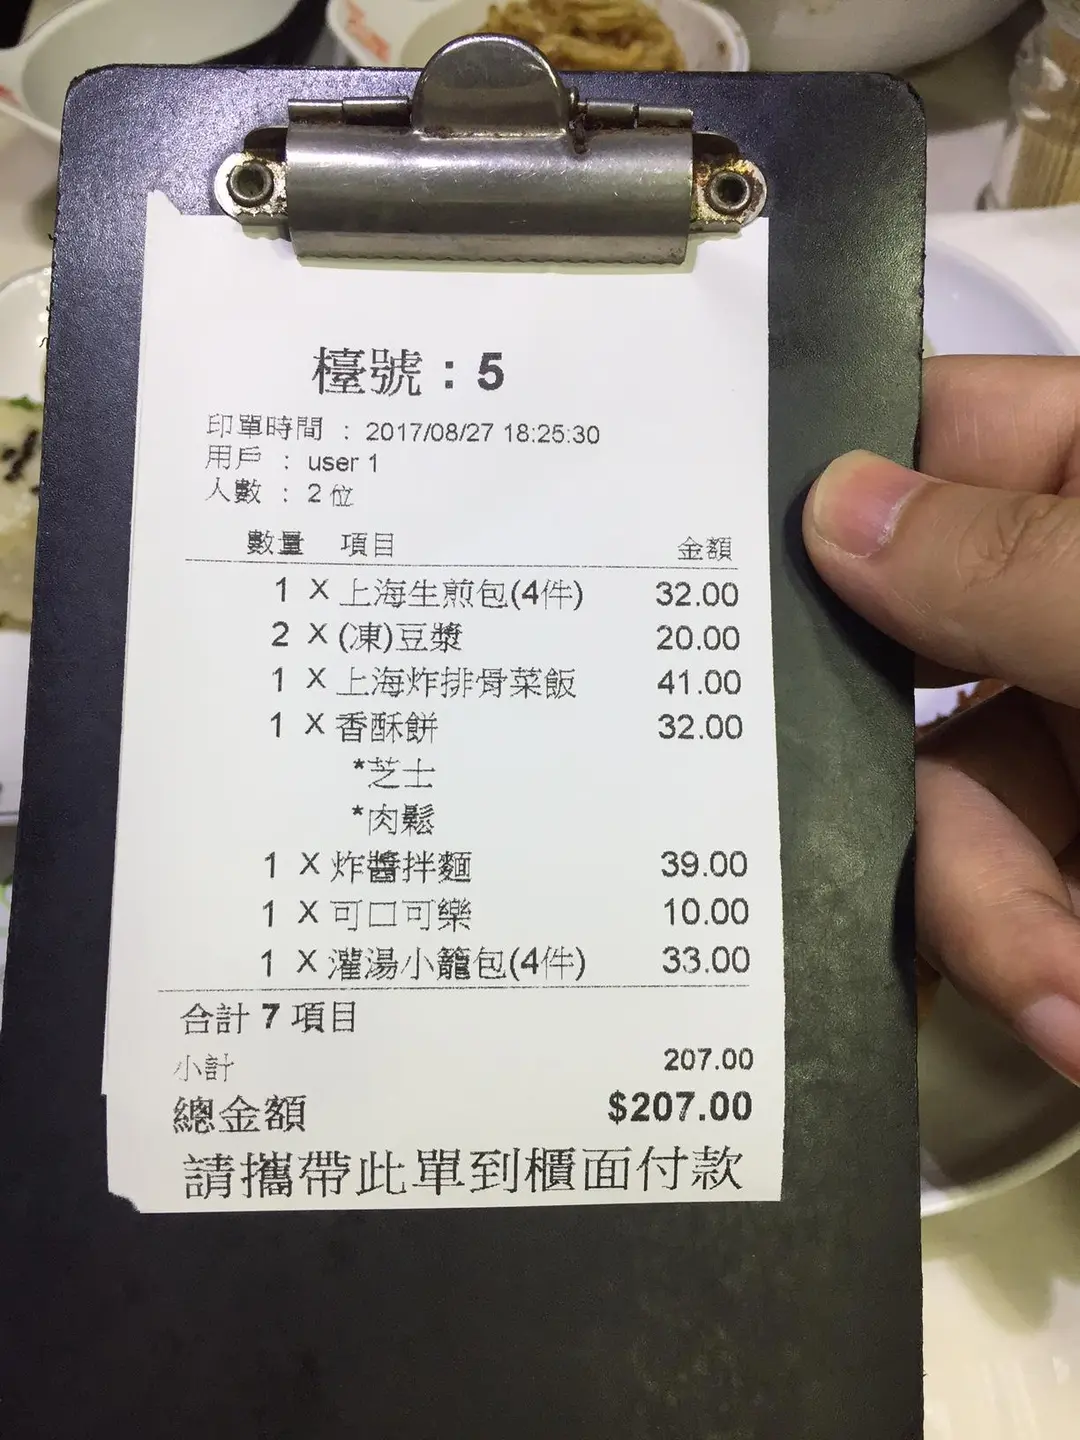 檯號：5
印單時間 ： 2017/08/27 18:25:30
用戶 ： user 1
人數 ： 2 位
數量 項目 金額
1 X 上海生煎包(4件) 32.00
2 X (凍)豆漿 20.00
1 X 上海炸排骨菜飯 41.00
1 X 香酥餅 32.00
*芝士
*肉鬆
1 X 炸醬拌麵 39.00
1 X 可口可樂 10.00
1 X 灌湯小籠包(4件) 33.00
合計 7 項目
小計 207.00
總金額 $207.00
請攜帶此單到櫃面付款